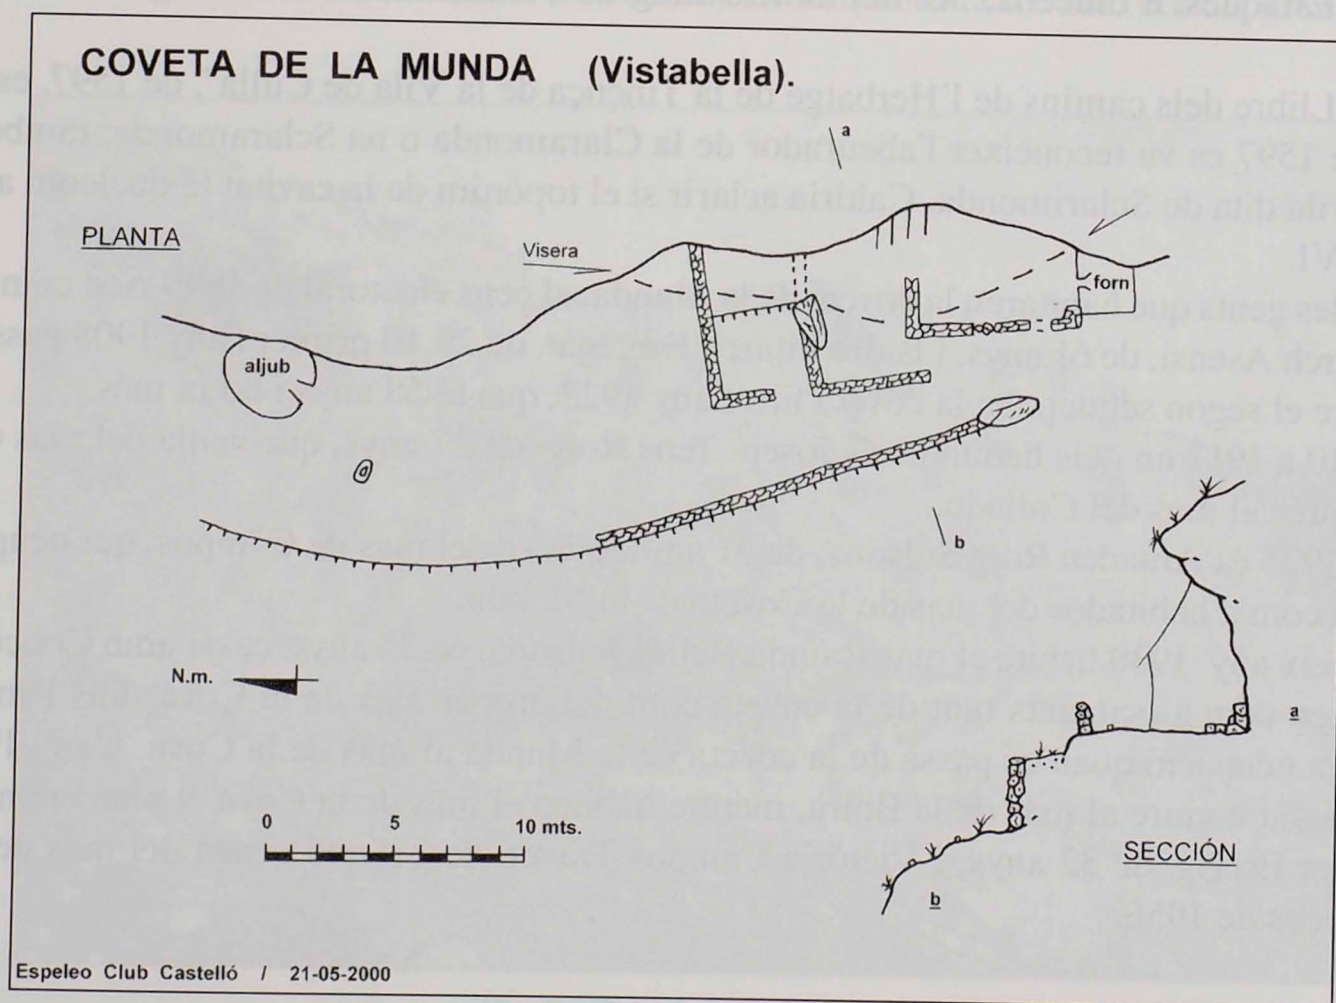 COVETA DE LA MUNDA (Vistabella).
a
PLANTA
Visera
forn
aljub
b
N.m.
a
0 5 10 mts.
SECCIÓN
b
Espeleo Club Castelló / 21-05-2000